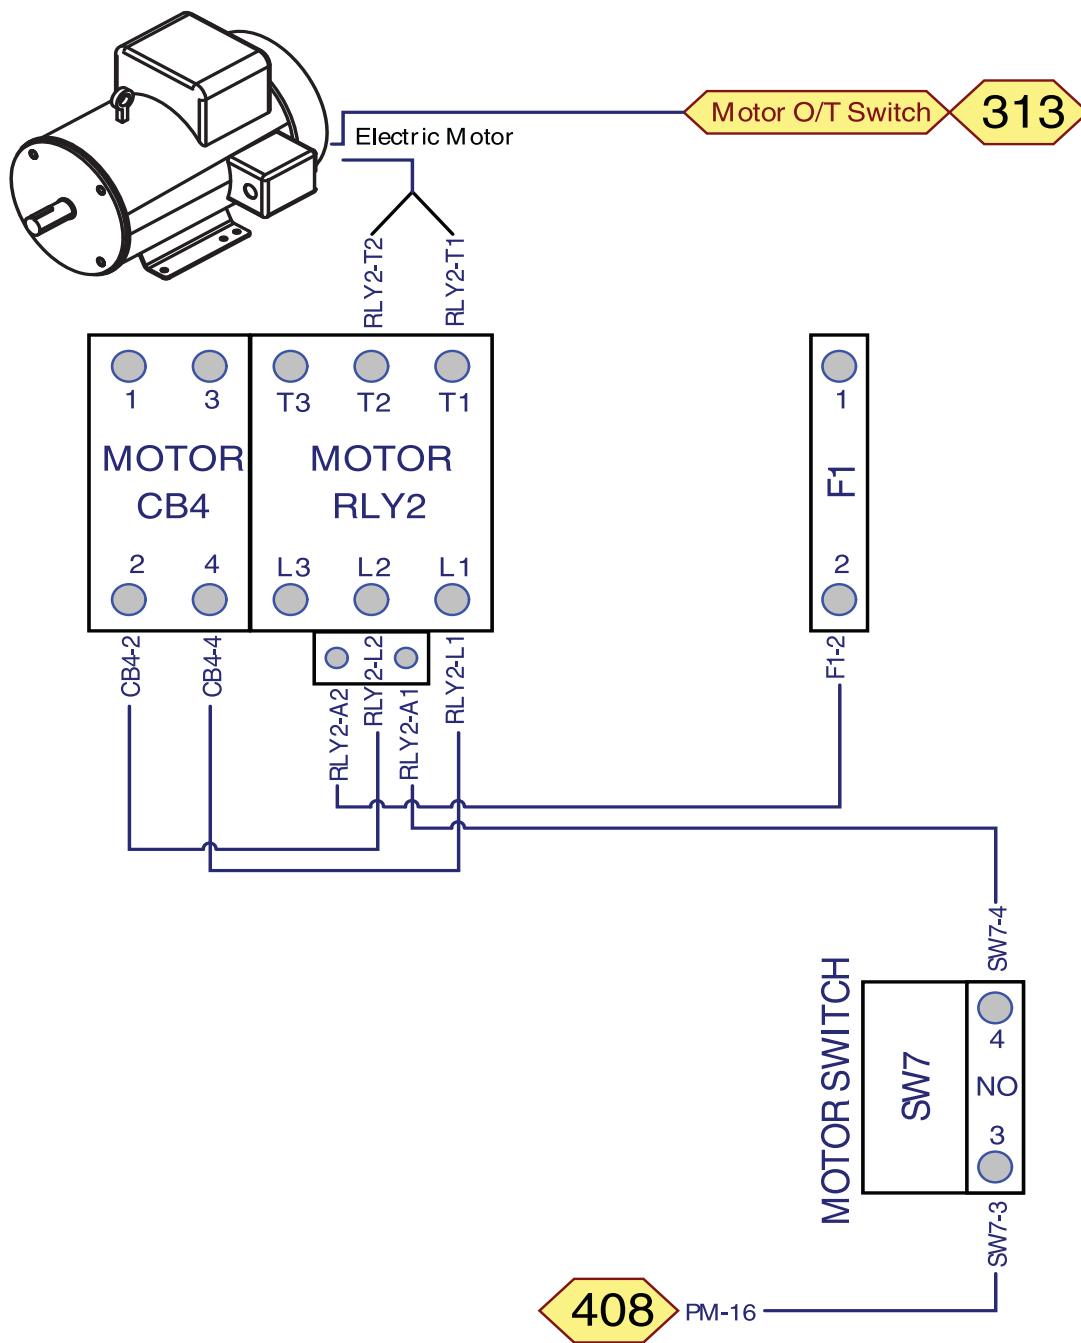 Motor O/T Switch
313
Electric Motor
RLY2-T2
RLY2-T1
1
3
T3
T2
T1
1
MOTOR
CB4
MOTOR
RLY2
F1
2
4
L3
L2
L1
2
CB4-2
CB4-4
RLY2-A2
RLY2-L2
RLY2-A1
RLY2-L1
F1-2
SW7-4
MOTOR SWITCH
SW7
4
NO
3
SW7-3
408
PM-16